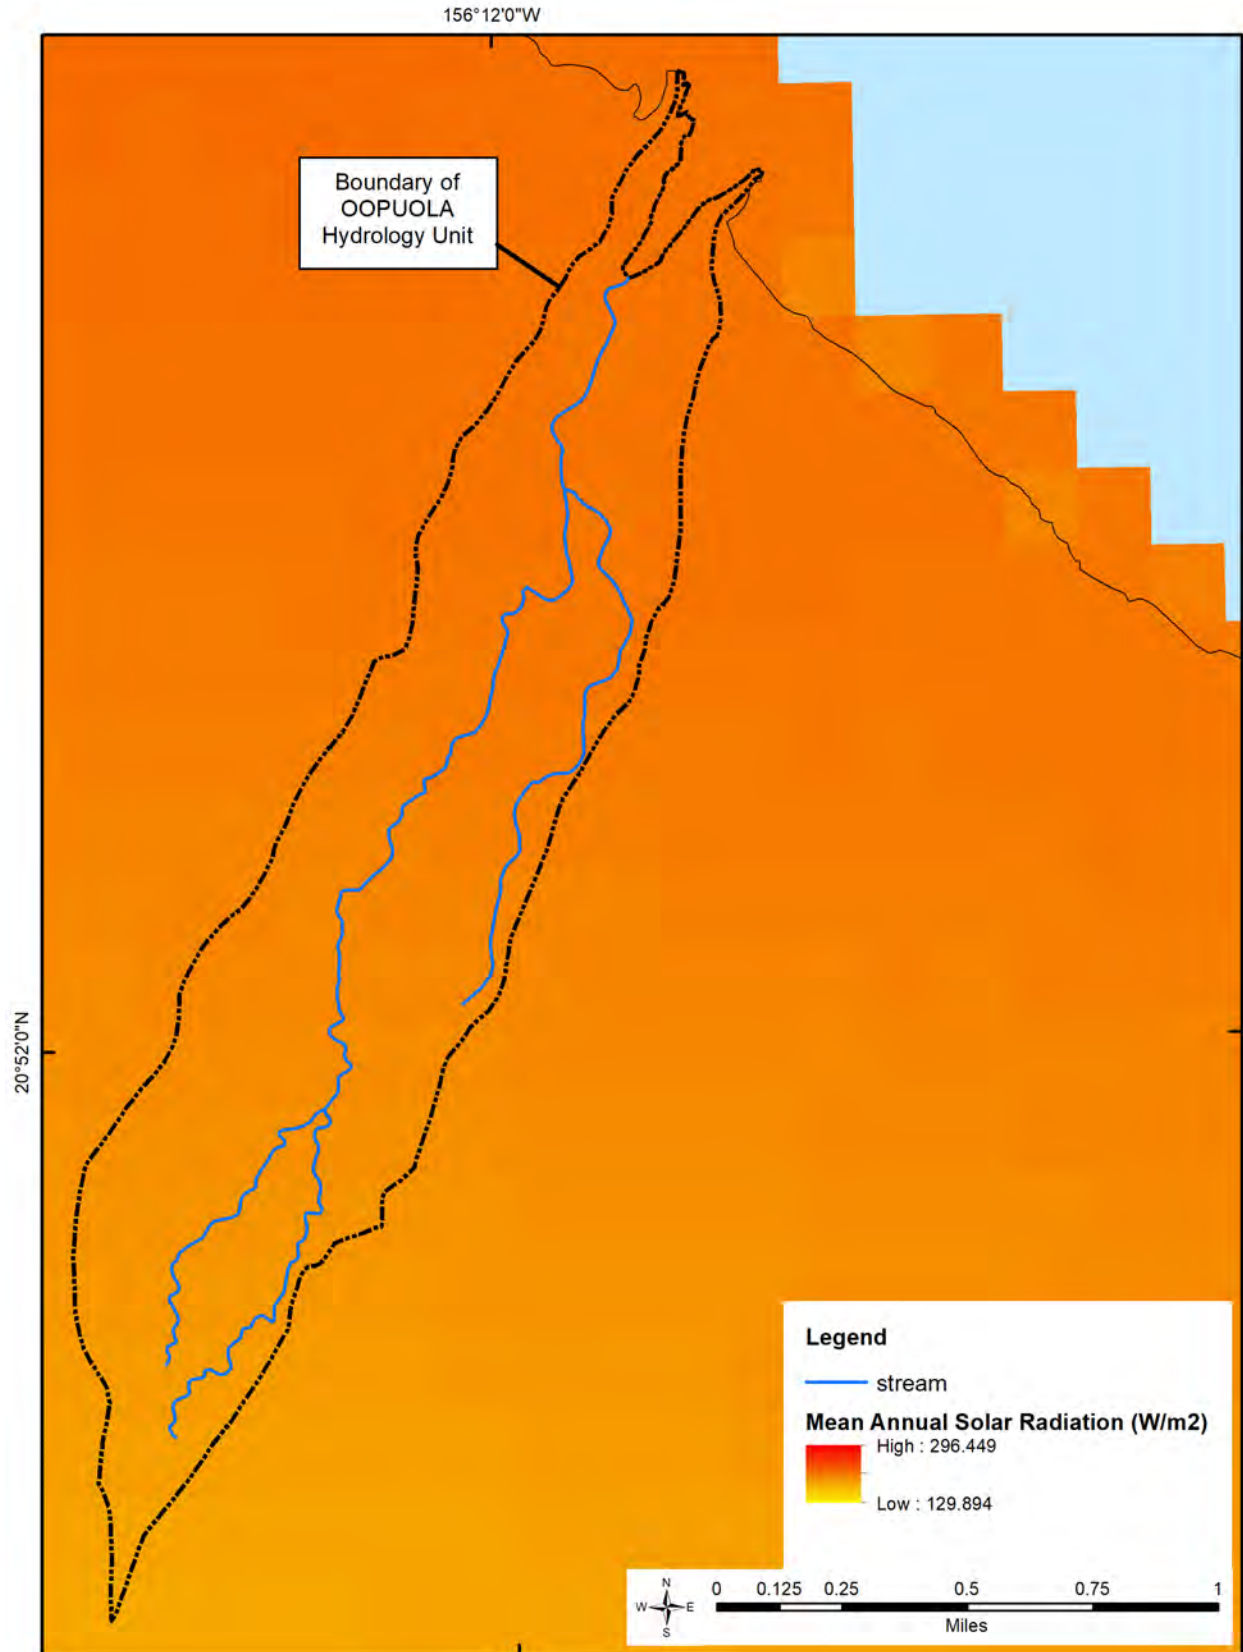 156°12'0"W
Boundary of
OOPUOLA
Hydrology Unit
20°52'0"N
Legend
stream
Mean Annual Solar Radiation (W/m2)
High : 296.449
Low : 129.894
N
W E
S
0 0.125 0.25 0.5 0.75 1
Miles